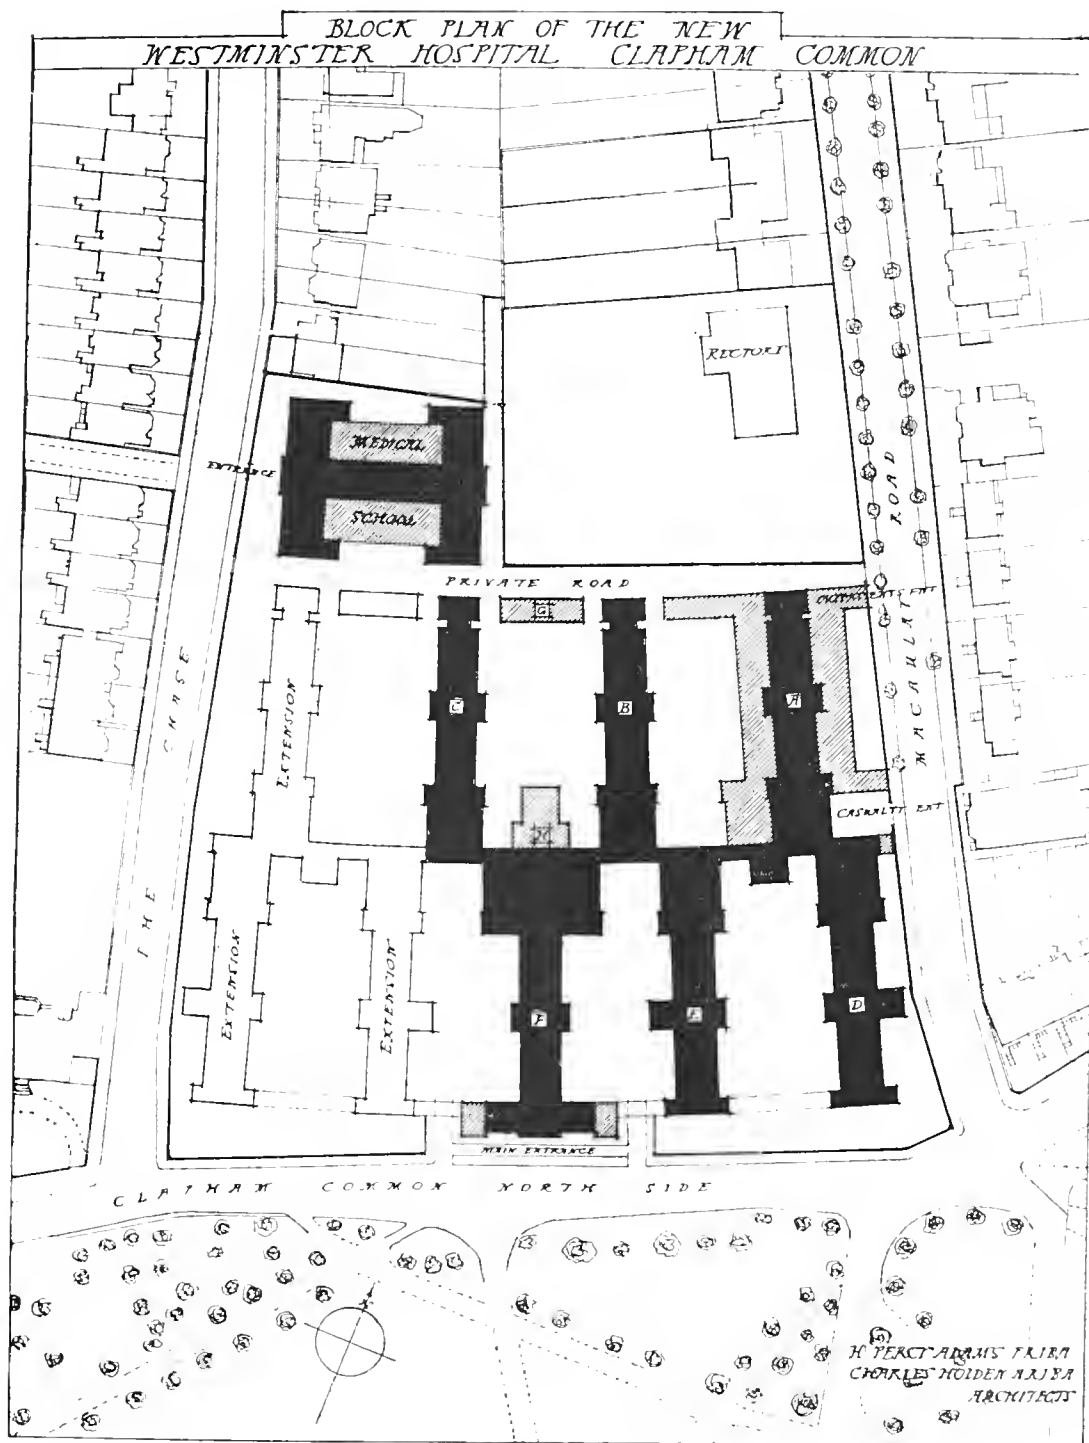 BLOCK PLAN OF THE NEW
WESTMINSTER HOSPITAL CLAPHAM COMMON
RECTORY
MEDICAL
ENTRANCE
SCHOOL
MACAULAY ROAD
PRIVATE ROAD
G
OUTPATIENTS ENT
THE CHASE
EXTENSION
C
B
A
CASUALTY ENT
EXTENSION
EXTENSION
F
E
D
MAIN ENTRANCE
CLAPHAM COMMON NORTH SIDE
H. PERCY ADAMS FRIBA
CHARLES HOLDEN ARIBA
ARCHITECTS